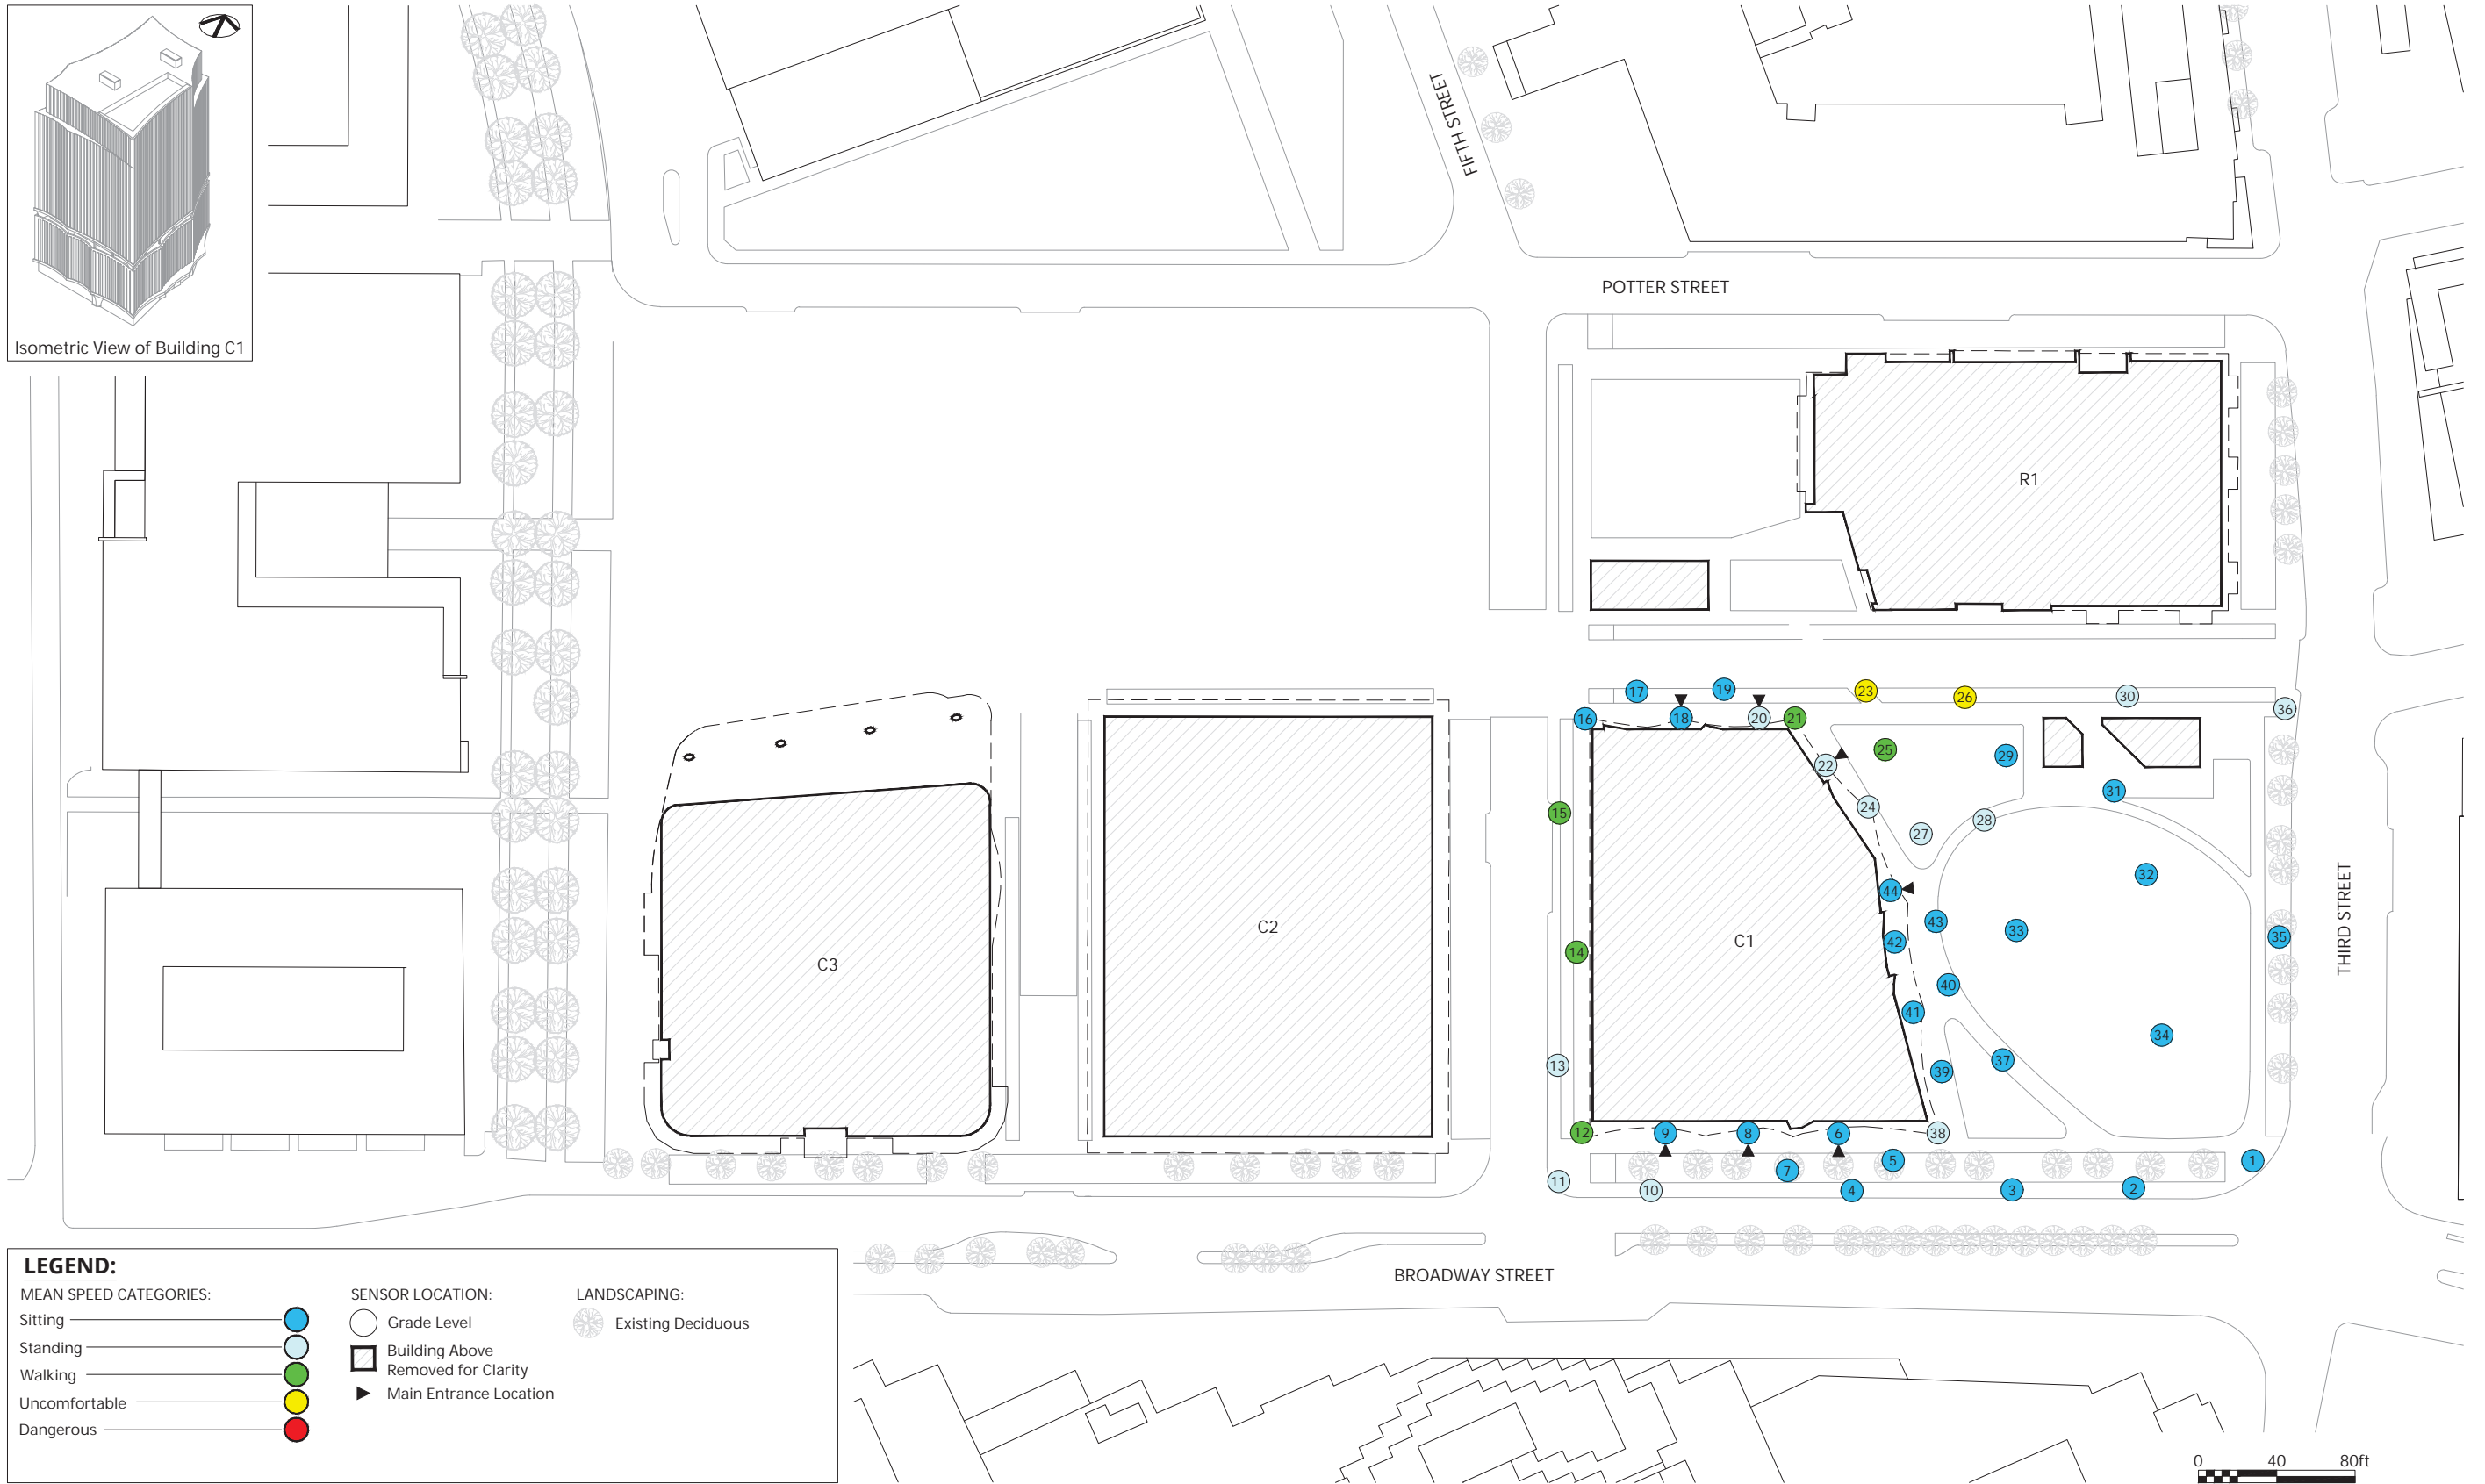 Isometric View of Building C1
FIFTH STREET
POTTER STREET
R1
17
19
23
26
30
36
16
18
20
21
25
29
22
31
15
24
28
27
32
44
43
33
35
THIRD STREET
C3
C2
C1
42
14
40
41
34
13
37
39
12
9
8
6
38
5
1
7
11
10
4
3
2
BROADWAY STREET
LEGEND:
MEAN SPEED CATEGORIES:
Sitting
Standing
Walking
Uncomfortable
Dangerous
SENSOR LOCATION:
Grade Level
Building Above
Removed for Clarity
Main Entrance Location
LANDSCAPING:
Existing Deciduous
0 40 80ft